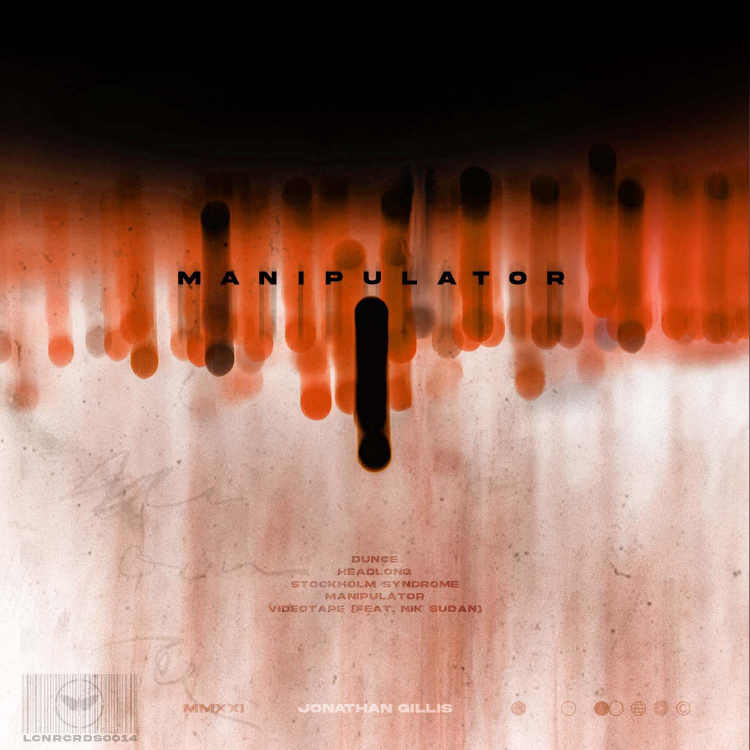 MANIPULATOR
DUNCE
HEADLONG
STOCKHOLM SYNDROME
MANIPULATOR
VIDEOTAPE [FEAT. NIK SUDAN]
MMXXI
JONATHAN GILLIS
©
LCNRCRDS0014